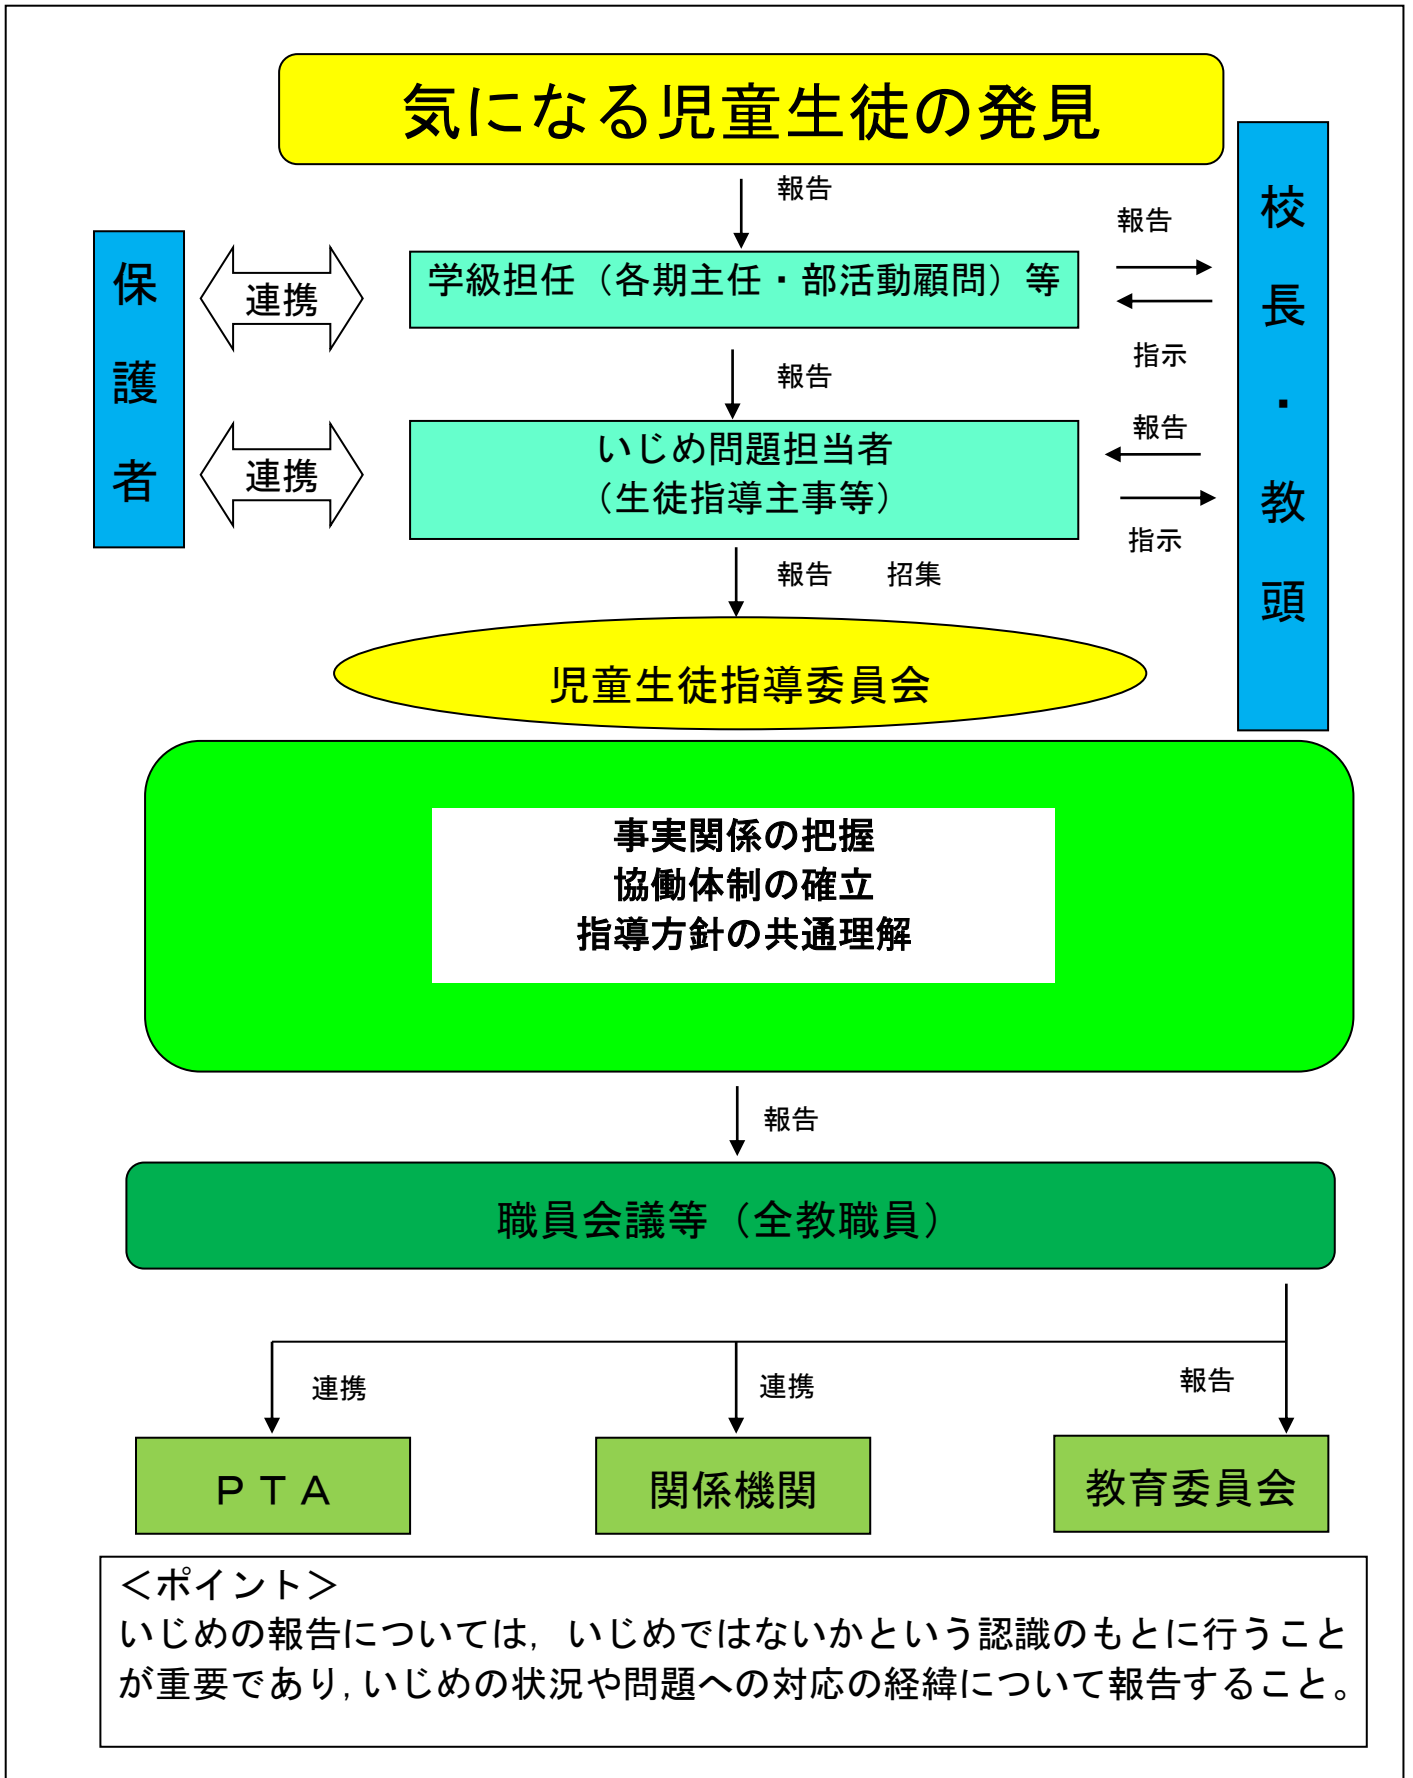 気になる児童生徒の発見
報告
報告
保護者
連携
学級担任（各期主任・部活動顧問）等
校長・教頭
指示
報告
報告
連携
いじめ問題担当者
（生徒指導主事等）
指示
報告　　招集
児童生徒指導委員会
事実関係の把握
協働体制の確立
指導方針の共通理解
報告
職員会議等（全教職員）
連携
連携
報告
ＰＴＡ
関係機関
教育委員会
＜ポイント＞
いじめの報告については，いじめではないかという認識のもとに行うこと
が重要であり，いじめの状況や問題への対応の経緯について報告すること。